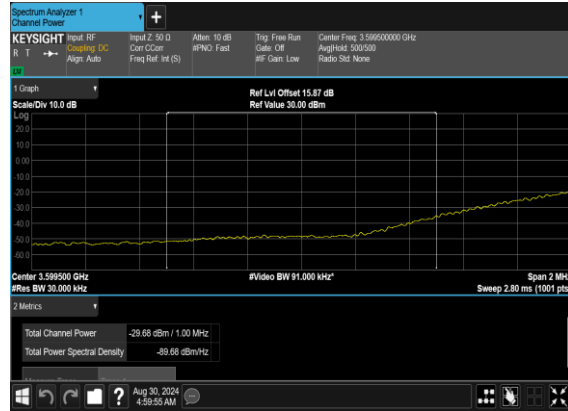 Spectrum Analyzer 1
Channel Power
KEYSIGHT Input: RF Input Z: 50 Ω Atten: 10 dB Trig: Free Run Center Freq: 3.599500000 GHz
R T Coupling: DC Corr CCorr #PNO: Fast Gate: Off Avg|Hold: 500/500
Align: Auto Freq Ref: Int (S) #IF Gain: Low Radio Std: None
1 Graph
Ref Lvl Offset 15.87 dB
Scale/Div 10.0 dB Ref Value 30.00 dBm
Log
20.0
10.0
0.00
-10.0
-20.0
-30.0
-40.0
-50.0
-60.0
Center 3.599500 GHz #Video BW 91.000 kHz* Span 2 MHz
#Res BW 30.000 kHz Sweep 2.80 ms (1001 pts
2 Metrics
Total Channel Power -29.68 dBm / 1.00 MHz
Total Power Spectral Density -89.68 dBm/Hz
?
Aug 30, 2024
4:59:55 AM